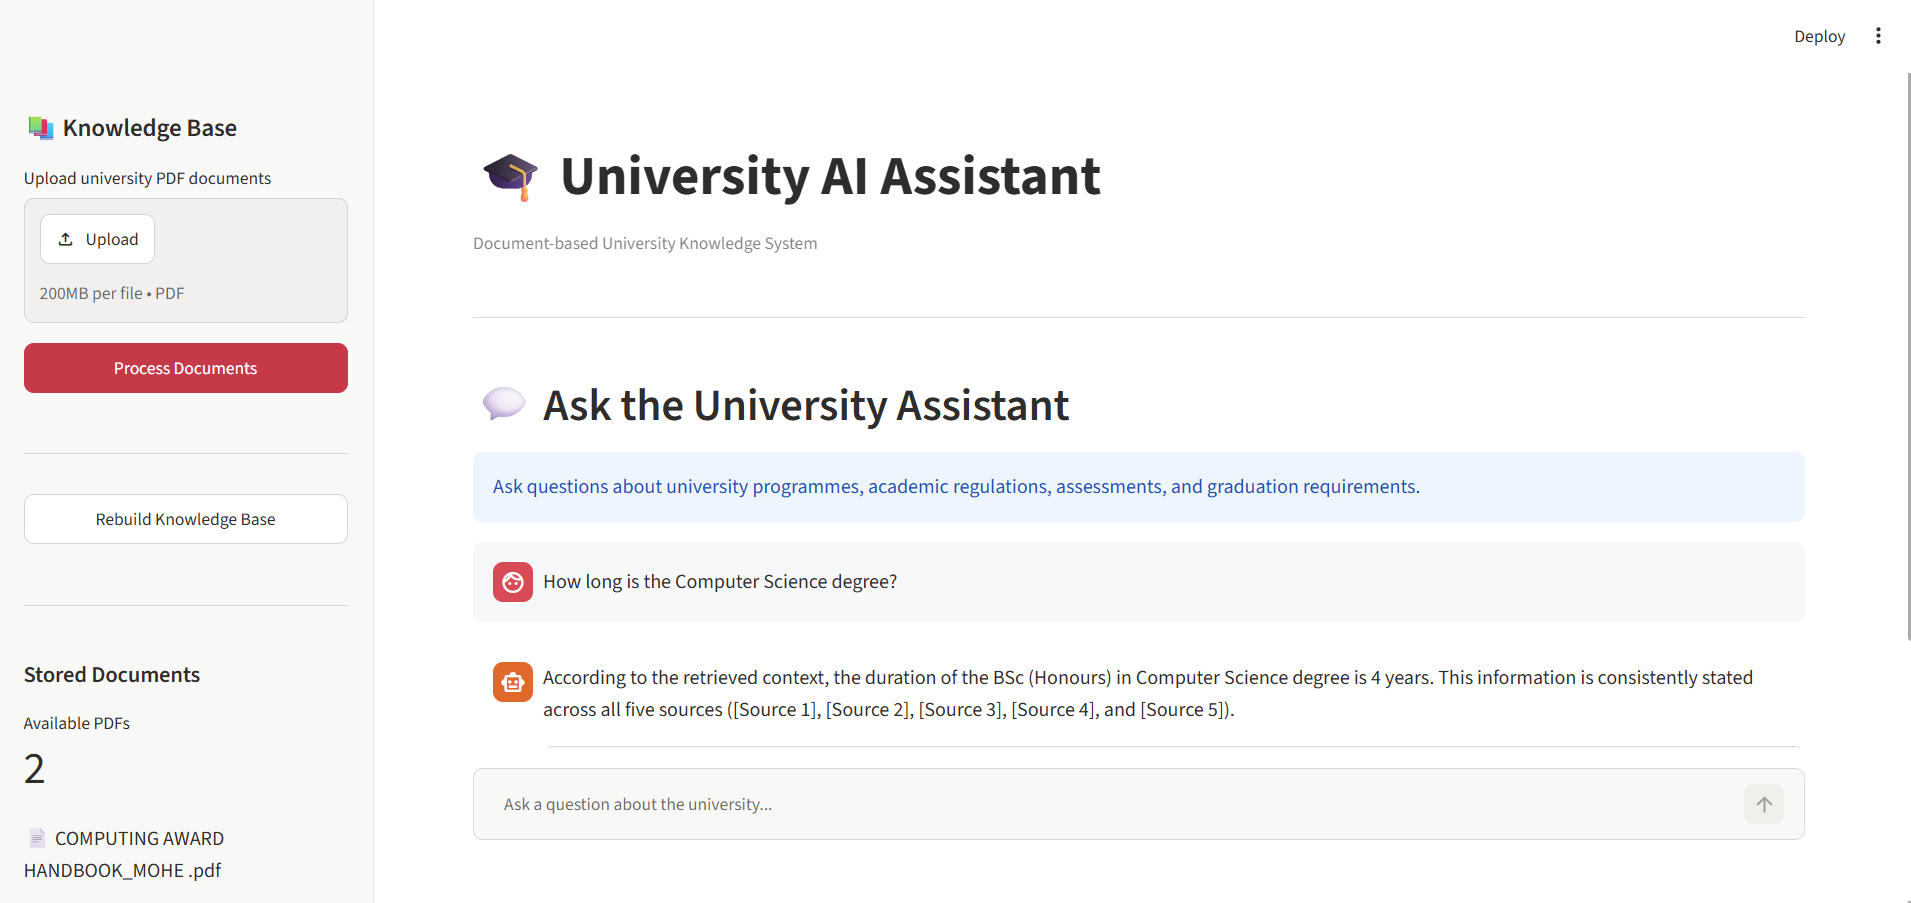 Deploy
Knowledge Base
Upload university PDF documents
Upload
200MB per file • PDF
Process Documents
Rebuild Knowledge Base
Stored Documents
Available PDFs
2
COMPUTING AWARD
HANDBOOK_MOHE .pdf
University AI Assistant
Document-based University Knowledge System
Ask the University Assistant
Ask questions about university programmes, academic regulations, assessments, and graduation requirements.
How long is the Computer Science degree?
According to the retrieved context, the duration of the BSc (Honours) in Computer Science degree is 4 years. This information is consistently stated
across all five sources ([Source 1], [Source 2], [Source 3], [Source 4], and [Source 5]).
Ask a question about the university...